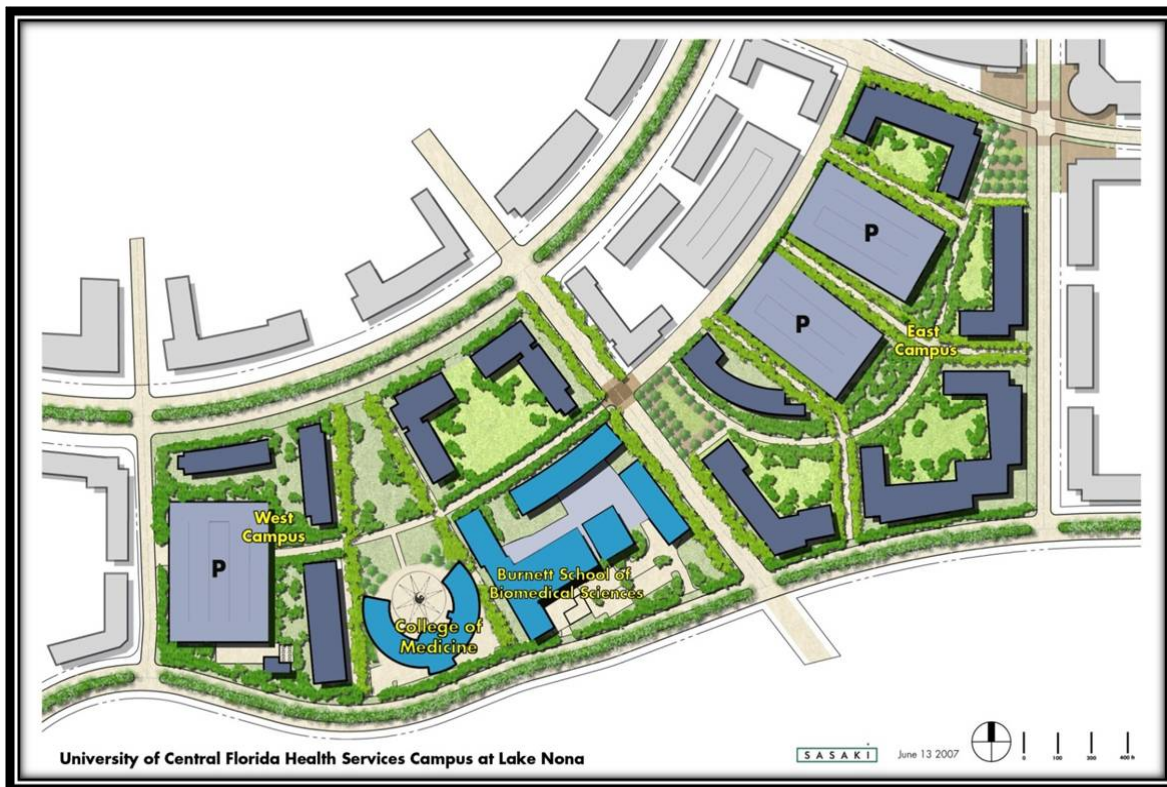 P
P
East
Campus
West
Campus
P
Burnett School of
Biomedical Sciences
College of
Medicine
University of Central Florida Health Services Campus at Lake Nona
SASAKI
June 13 2007
0 100 200 400 ft